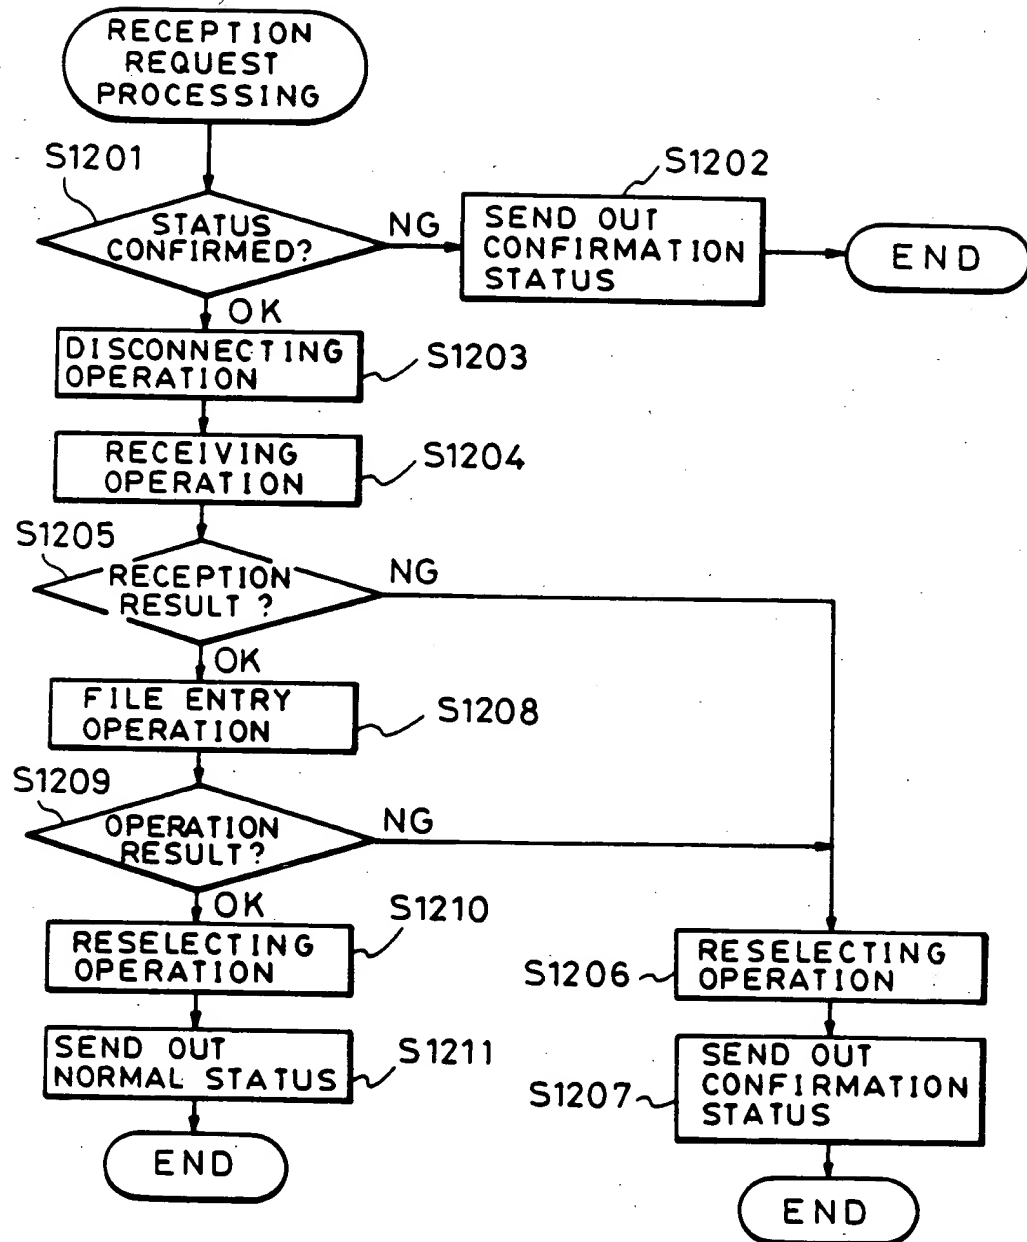 RECEPTION
REQUEST
PROCESSING
S1201
STATUS
CONFIRMED?
NG
S1202
SEND OUT
CONFIRMATION
STATUS
END
OK
DISCONNECTING
OPERATION
S1203
RECEIVING
OPERATION
S1204
S1205
RECEPTION
RESULT ?
NG
OK
FILE ENTRY
OPERATION
S1208
S1209
OPERATION
RESULT?
NG
OK
S1210
RESELECTING
OPERATION
SEND OUT
NORMAL STATUS
S1211
END
S1206
RESELECTING
OPERATION
S1207
SEND OUT
CONFIRMATION
STATUS
END